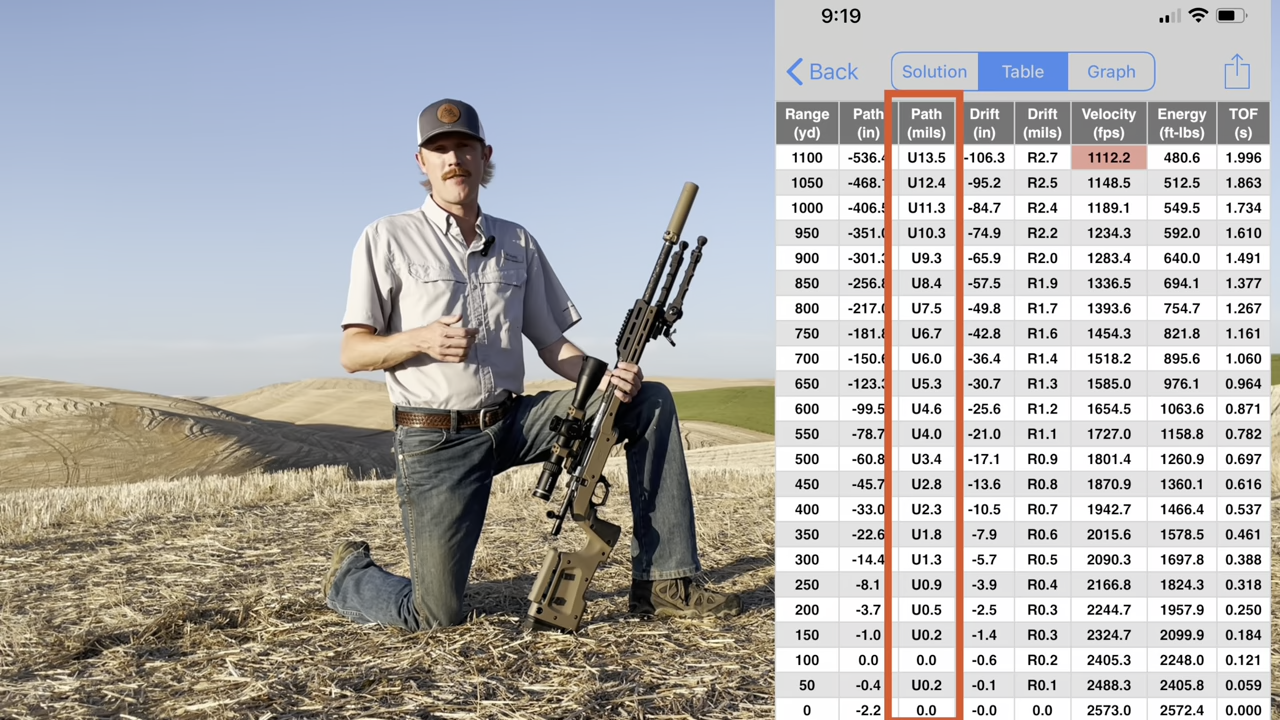 9:19
Back Solution Table Graph
Range (yd) Path (in) Path (mils) Drift (in) Drift (mils) Velocity (fps) Energy (ft-lbs) TOF (s)
1100 -536.4 U13.5 -106.3 R2.7 1112.2 480.6 1.996
1050 U12.4 -95.2 R2.5 1148.5 512.5 1.863
1000 -406.5 U11.3 -84.7 R2.4 1189.1 549.5 1.734
950 -351.0 U10.3 -74.9 R2.2 1234.3 592.0 1.610
900 -301.3 U9.3 -65.9 R2.0 1283.4 640.0 1.491
850 -256.8 U8.4 -57.5 R1.9 1336.5 694.1 1.377
800 -217.0 U7.5 -49.8 R1.7 1393.6 754.7 1.267
750 -181.8 U6.7 -42.8 R1.6 1454.3 821.8 1.161
700 -150.6 U6.0 -36.4 R1.4 1518.2 895.6 1.060
650 -123.3 U5.3 -30.7 R1.3 1585.0 976.1 0.964
600 -99.5 U4.6 -25.6 R1.2 1654.5 1063.6 0.871
550 -78.7 U4.0 -21.0 R1.1 1727.0 1158.8 0.782
500 -60.8 U3.4 -17.1 R0.9 1801.4 1260.9 0.697
450 -45.7 U2.8 -13.6 R0.8 1870.9 1360.1 0.616
400 -33.0 U2.3 -10.5 R0.7 1942.7 1466.4 0.537
350 -22.6 U1.8 -7.9 R0.6 2015.6 1578.5 0.461
300 -14.4 U1.3 -5.7 R0.5 2090.3 1697.8 0.388
250 -8.1 U0.9 -3.9 R0.4 2166.8 1824.3 0.318
200 -3.7 U0.5 -2.5 R0.3 2244.7 1957.9 0.250
150 -1.0 U0.2 -1.4 R0.3 2324.7 2099.9 0.184
100 0.0 0.0 -0.6 R0.2 2405.3 2248.0 0.121
50 -0.4 U0.2 -0.1 R0.1 2488.3 2405.8 0.059
0 -2.2 0.0 -0.0 0.0 2573.0 2572.4 0.000